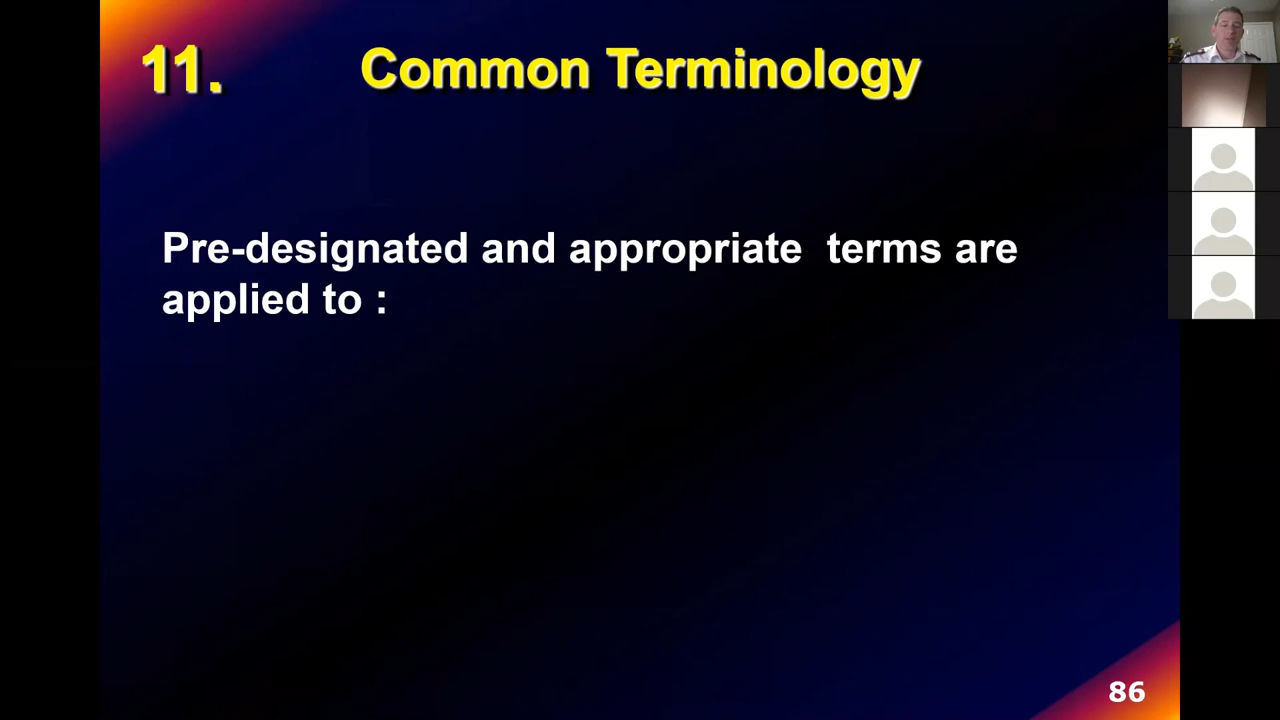 11. Common Terminology
Pre-designated and appropriate terms are
applied to :
86